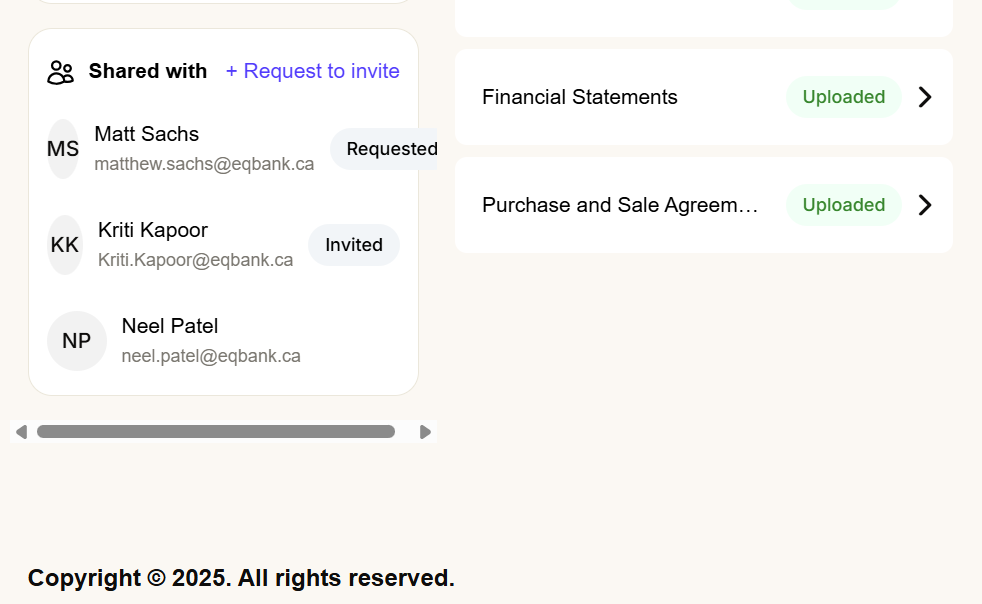 Shared with
+ Request to invite
MS
Matt Sachs
matthew.sachs@eqbank.ca
Requested
KK
Kriti Kapoor
Kriti.Kapoor@eqbank.ca
Invited
NP
Neel Patel
neel.patel@eqbank.ca
Financial Statements
Uploaded
Purchase and Sale Agreem...
Uploaded
Copyright © 2025. All rights reserved.